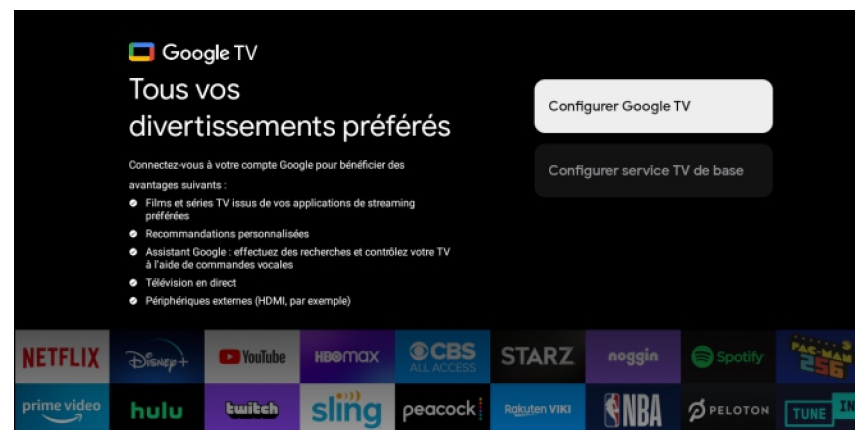 Google TV
Tous vos
divertissements préférés
Connectez-vous à votre compte Google pour bénéficier des
avantages suivants :
Films et séries TV issus de vos applications de streaming
préférées
Recommandations personnalisées
Assistant Google : effectuez des recherches et contrôlez votre TV
à l'aide de commandes vocales
Télévision en direct
Périphériques externes (HDMI, par exemple)
Configurer Google TV
Configurer service TV de base
NETFLIX
Disney+
YouTube
HBOMAX
CBS
ALL ACCESS
STARZ
noggin
Spotify
PAC-MAN
256
prime video
hulu
twitch
sling
peacock
Rakuten VIKI
NBA
PELOTON
TUNE IN